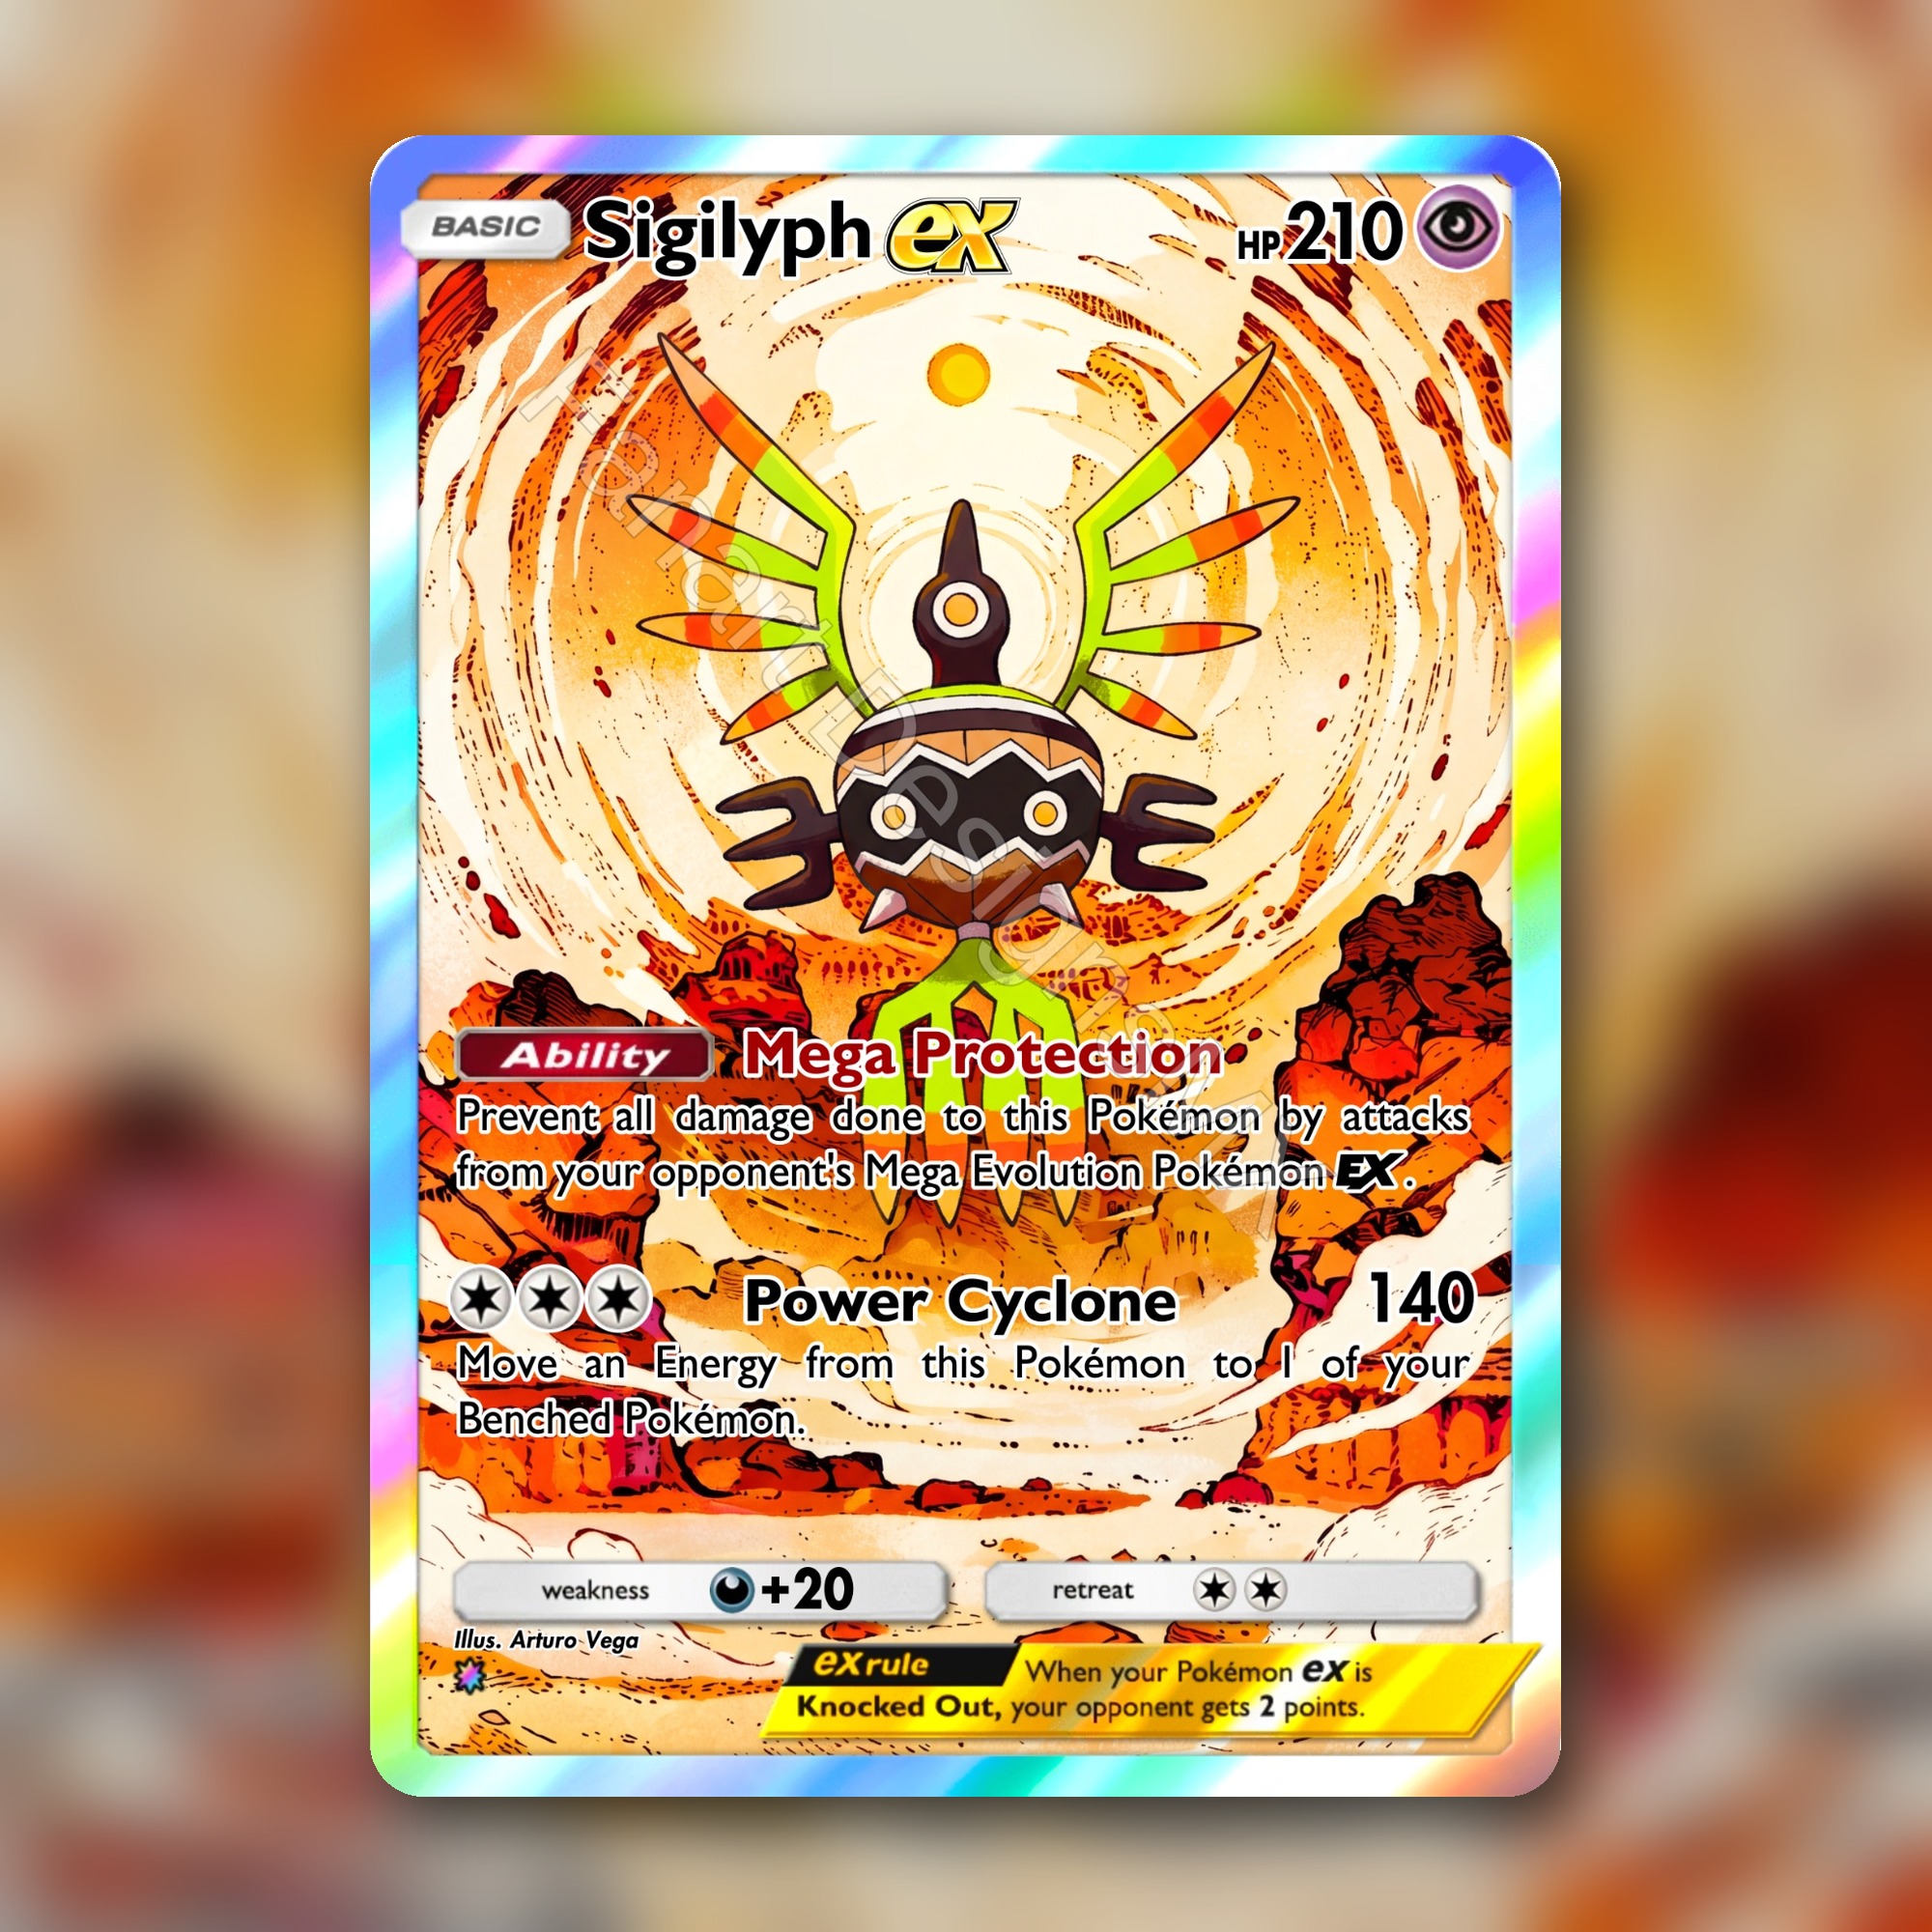 BASIC Sigilyph ex HP 210
Ability Mega Protection
Prevent all damage done to this Pokémon by attacks
from your opponent's Mega Evolution Pokémon EX.
Power Cyclone 140
Move an Energy from this Pokémon to 1 of your
Benched Pokémon.
weakness +20 retreat
Illus. Arturo Vega
ex rule When your Pokémon ex is
Knocked Out, your opponent gets 2 points.